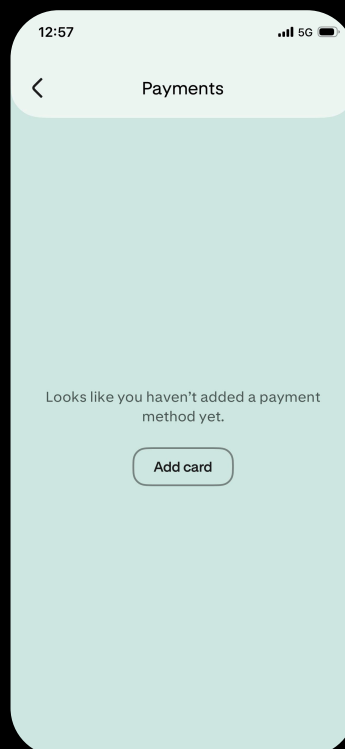 12:57
5G
Payments
Looks like you haven’t added a payment
method yet.
Add card